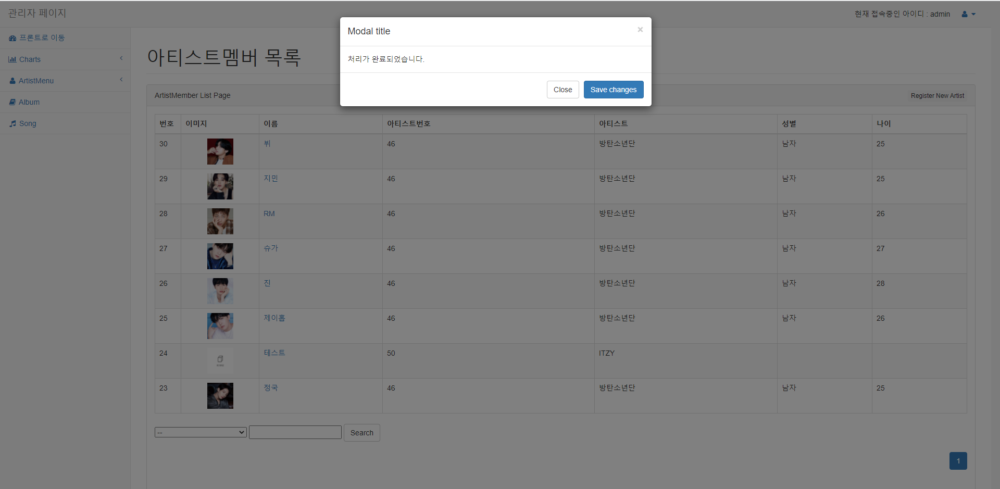 관리자 페이지
현재 접속중인 아이디 : admin
프론트로 이동
Charts
ArtistMenu
Album
Song
아티스트멤버 목록
Modal title
×
처리가 완료되었습니다.
Close Save changes
ArtistMember List Page
Register New Artist
번호 이미지 이름 아티스트번호 아티스트 성별 나이
30 뷔 46 방탄소년단 남자 25
29 지민 46 방탄소년단 남자 25
28 RM 46 방탄소년단 남자 26
27 슈가 46 방탄소년단 남자 27
26 진 46 방탄소년단 남자 28
25 제이홉 46 방탄소년단 남자 26
24 테스트 50 ITZY
23 정국 46 방탄소년단 남자 25
-- Search
1